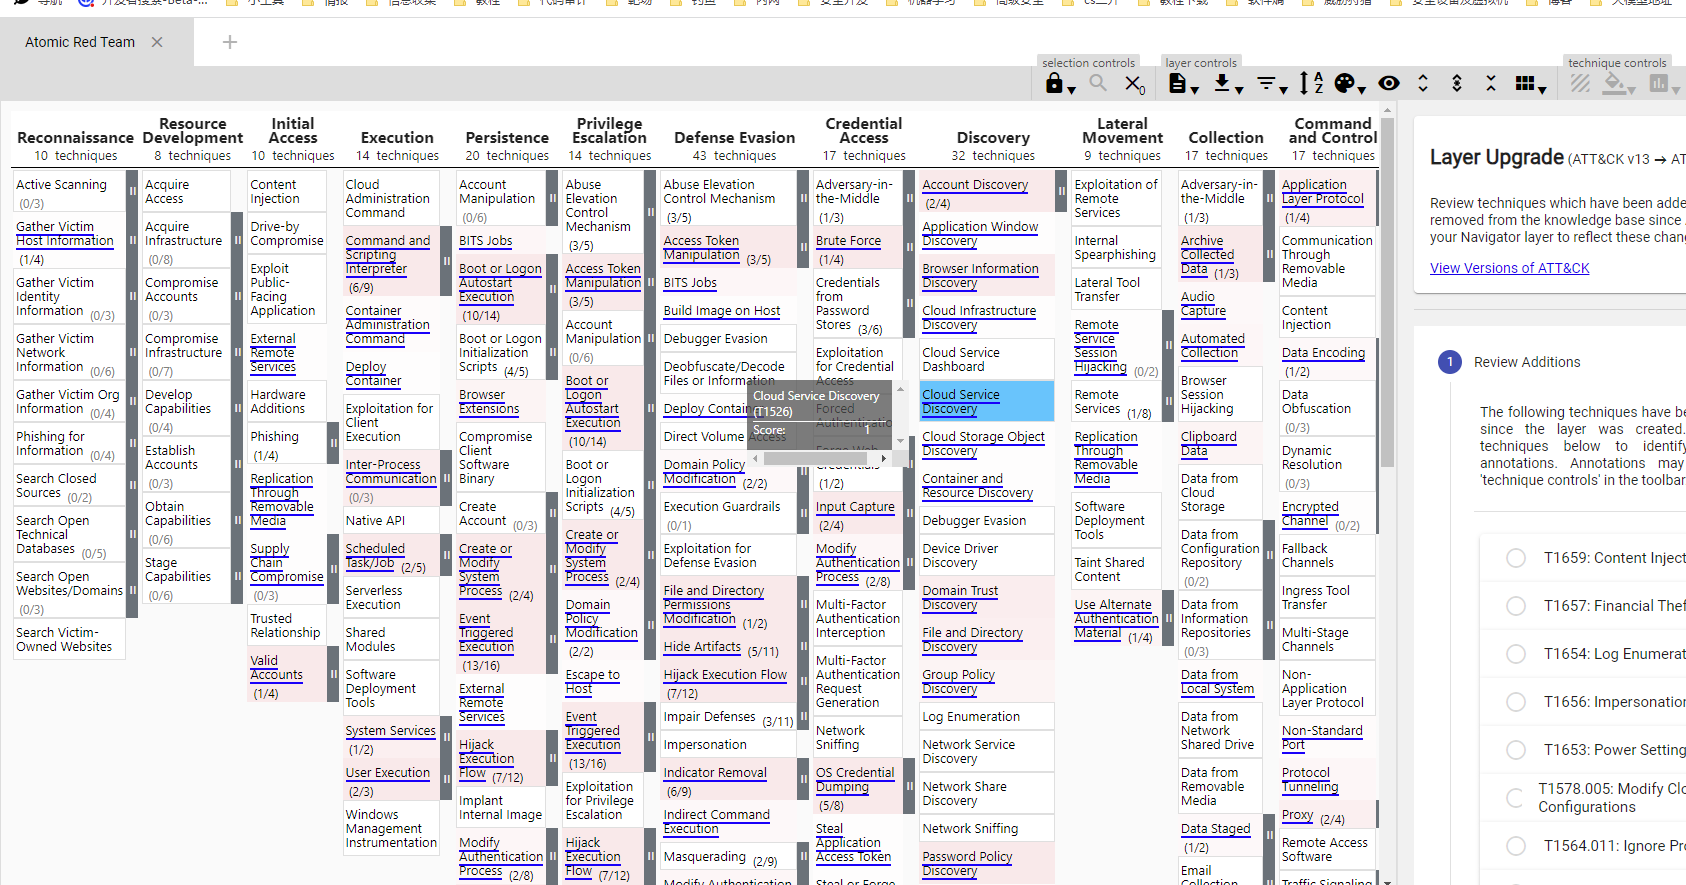 Atomic Red Team
selection controls
layer controls
technique controls
0
Reconnaissance
10 techniques
Active Scanning
(0/3)
Gather Victim
Host Information
(1/4)
Gather Victim
Identity
Information (0/3)
Gather Victim
Network
Information (0/6)
Gather Victim Org
Information (0/4)
Phishing for
Information (0/4)
Search Closed
Sources (0/2)
Search Open
Technical
Databases (0/5)
Search Open
Websites/Domains
(0/3)
Search Victim-
Owned Websites
Resource
Development
8 techniques
Acquire
Access
Acquire
Infrastructure
(0/8)
Compromise
Accounts
(0/3)
Compromise
Infrastructure
(0/7)
Develop
Capabilities
(0/4)
Establish
Accounts
(0/3)
Obtain
Capabilities
(0/6)
Stage
Capabilities
(0/6)
Initial
Access
10 techniques
Content
Injection
Drive-by
Compromise
Exploit
Public-
Facing
Application
External
Remote
Services
Hardware
Additions
Phishing
(1/4)
Replication
Through
Removable
Media
Supply
Chain
Compromise
(0/3)
Trusted
Relationship
Valid
Accounts
(1/4)
Execution
14 techniques
Cloud
Administration
Command
Command and
Scripting
Interpreter
(6/9)
Container
Administration
Command
Deploy
Container
Exploitation for
Client
Execution
Inter-Process
Communication
(0/3)
Native API
Scheduled
Task/Job (2/5)
Serverless
Execution
Shared
Modules
Software
Deployment
Tools
System Services
(1/2)
User Execution
(2/3)
Windows
Management
Instrumentation
Persistence
20 techniques
Account
Manipulation
(0/6)
BITS Jobs
Boot or Logon
Autostart
Execution
(10/14)
Boot or Logon
Initialization
Scripts (4/5)
Browser
Extensions
Compromise
Client
Software
Binary
Create
Account (0/3)
Create or
Modify
System
Process (2/4)
Event
Triggered
Execution
(13/16)
External
Remote
Services
Hijack
Execution
Flow (7/12)
Implant
Internal Image
Modify
Authentication
Process (2/8)
Privilege
Escalation
14 techniques
Abuse
Elevation
Control
Mechanism
(3/5)
Access Token
Manipulation
(3/5)
Account
Manipulation
(0/6)
Boot or
Logon
Autostart
Execution
(10/14)
Boot or
Logon
Initialization
Scripts (4/5)
Create or
Modify
System
Process (2/4)
Domain
Policy
Modification
(2/2)
Escape to
Host
Event
Triggered
Execution
(13/16)
Exploitation
for Privilege
Escalation
Hijack
Execution
Flow (7/12)
Defense Evasion
43 techniques
Abuse Elevation
Control Mechanism
(3/5)
Access Token
Manipulation (3/5)
BITS Jobs
Build Image on Host
Debugger Evasion
Deobfuscate/Decode
Files or Information
Deploy Container
Direct Volume Access
Domain Policy
Modification (2/2)
Execution Guardrails
(0/1)
Exploitation for
Defense Evasion
File and Directory
Permissions
Modification (1/2)
Hide Artifacts (5/11)
Hijack Execution Flow
(7/12)
Impair Defenses (3/11)
Impersonation
Indicator Removal
(6/9)
Indirect Command
Execution
Masquerading (2/9)
Modify Authentication
Credential
Access
17 techniques
Adversary-in-
the-Middle
(1/3)
Brute Force
(1/4)
Credentials
from
Password
Stores (3/6)
Exploitation
for Credential
Access
Forced
Authentication
Forge Web
Credentials
(1/2)
Input Capture
(2/4)
Modify
Authentication
Process (2/8)
Multi-Factor
Authentication
Interception
Multi-Factor
Authentication
Request
Generation
Network
Sniffing
OS Credential
Dumping
(5/8)
Steal
Application
Access Token
Steal or Forge
Cloud Service Discovery
(T1526)
Score: 1
Discovery
32 techniques
Account Discovery
(2/4)
Application Window
Discovery
Browser Information
Discovery
Cloud Infrastructure
Discovery
Cloud Service
Dashboard
Cloud Service
Discovery
Cloud Storage Object
Discovery
Container and
Resource Discovery
Debugger Evasion
Device Driver
Discovery
Domain Trust
Discovery
File and Directory
Discovery
Group Policy
Discovery
Log Enumeration
Network Service
Discovery
Network Share
Discovery
Network Sniffing
Password Policy
Discovery
Lateral
Movement
9 techniques
Exploitation of
Remote
Services
Internal
Spearphishing
Lateral Tool
Transfer
Remote
Service
Session
Hijacking (0/2)
Remote
Services (1/8)
Replication
Through
Removable
Media
Software
Deployment
Tools
Taint Shared
Content
Use Alternate
Authentication
Material (1/4)
Collection
17 techniques
Adversary-in-
the-Middle
(1/3)
Archive
Collected
Data (1/3)
Audio
Capture
Automated
Collection
Browser
Session
Hijacking
Clipboard
Data
Data from
Cloud
Storage
Data from
Configuration
Repository
(0/2)
Data from
Information
Repositories
(0/3)
Data from
Local System
Data from
Network
Shared Drive
Data from
Removable
Media
Data Staged
(1/2)
Email
Collection
Command
and Control
17 techniques
Application
Layer Protocol
(1/4)
Communication
Through
Removable
Media
Content
Injection
Data Encoding
(1/2)
Data
Obfuscation
(0/3)
Dynamic
Resolution
(0/3)
Encrypted
Channel (0/2)
Fallback
Channels
Ingress Tool
Transfer
Multi-Stage
Channels
Non-
Application
Layer Protocol
Non-Standard
Port
Protocol
Tunneling
Proxy (2/4)
Remote Access
Software
Traffic Signaling
Layer Upgrade (ATT&CK v13 → AT
Review techniques which have been adde
removed from the knowledge base since
your Navigator layer to reflect these chang
View Versions of ATT&CK
1 Review Additions
The following techniques have be
since the layer was created.
techniques below to identify
annotations. Annotations may
'technique controls' in the toolbar
T1659: Content Inject
T1657: Financial Thef
T1654: Log Enumerat
T1656: Impersonation
T1653: Power Setting
T1578.005: Modify Clo
Configurations
T1564.011: Ignore Pro